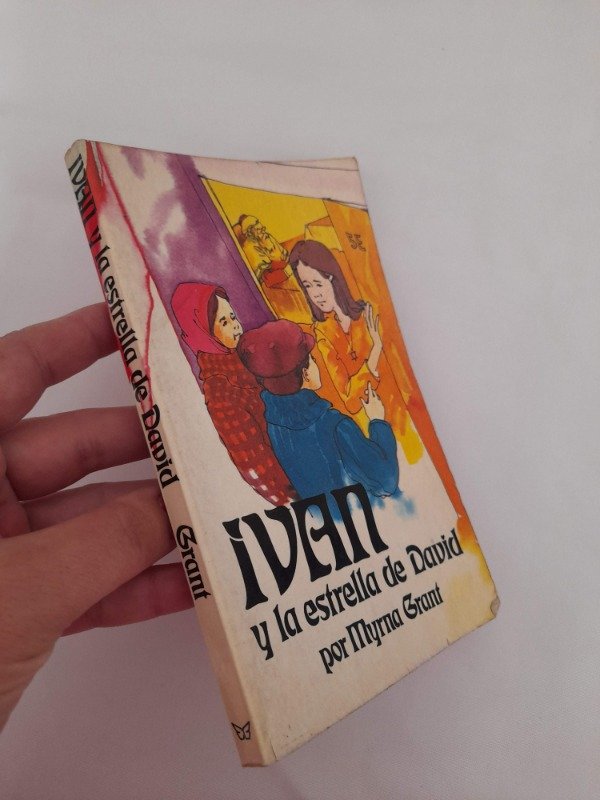 IVAN y la estrella de David Grant
IVAN
y la estrella de David
por Myrna Grant